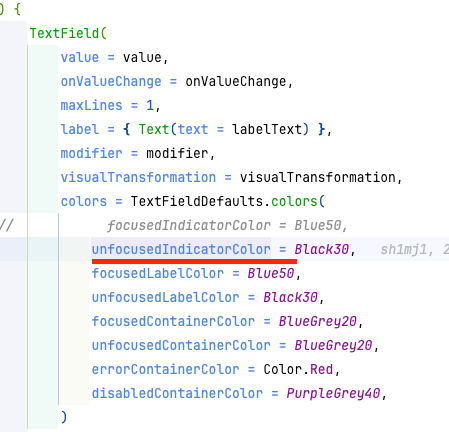 ) {
TextField(
value = value,
onValueChange = onValueChange,
maxLines = 1,
label = { Text(text = labelText) },
modifier = modifier,
visualTransformation = visualTransformation,
colors = TextFieldDefaults.colors(
// focusedIndicatorColor = Blue50,
unfocusedIndicatorColor = Black30, sh1mj1, 2
focusedLabelColor = Blue50,
unfocusedLabelColor = Black30,
focusedContainerColor = BlueGrey20,
unfocusedContainerColor = BlueGrey20,
errorContainerColor = Color.Red,
disabledContainerColor = PurpleGrey40,
)